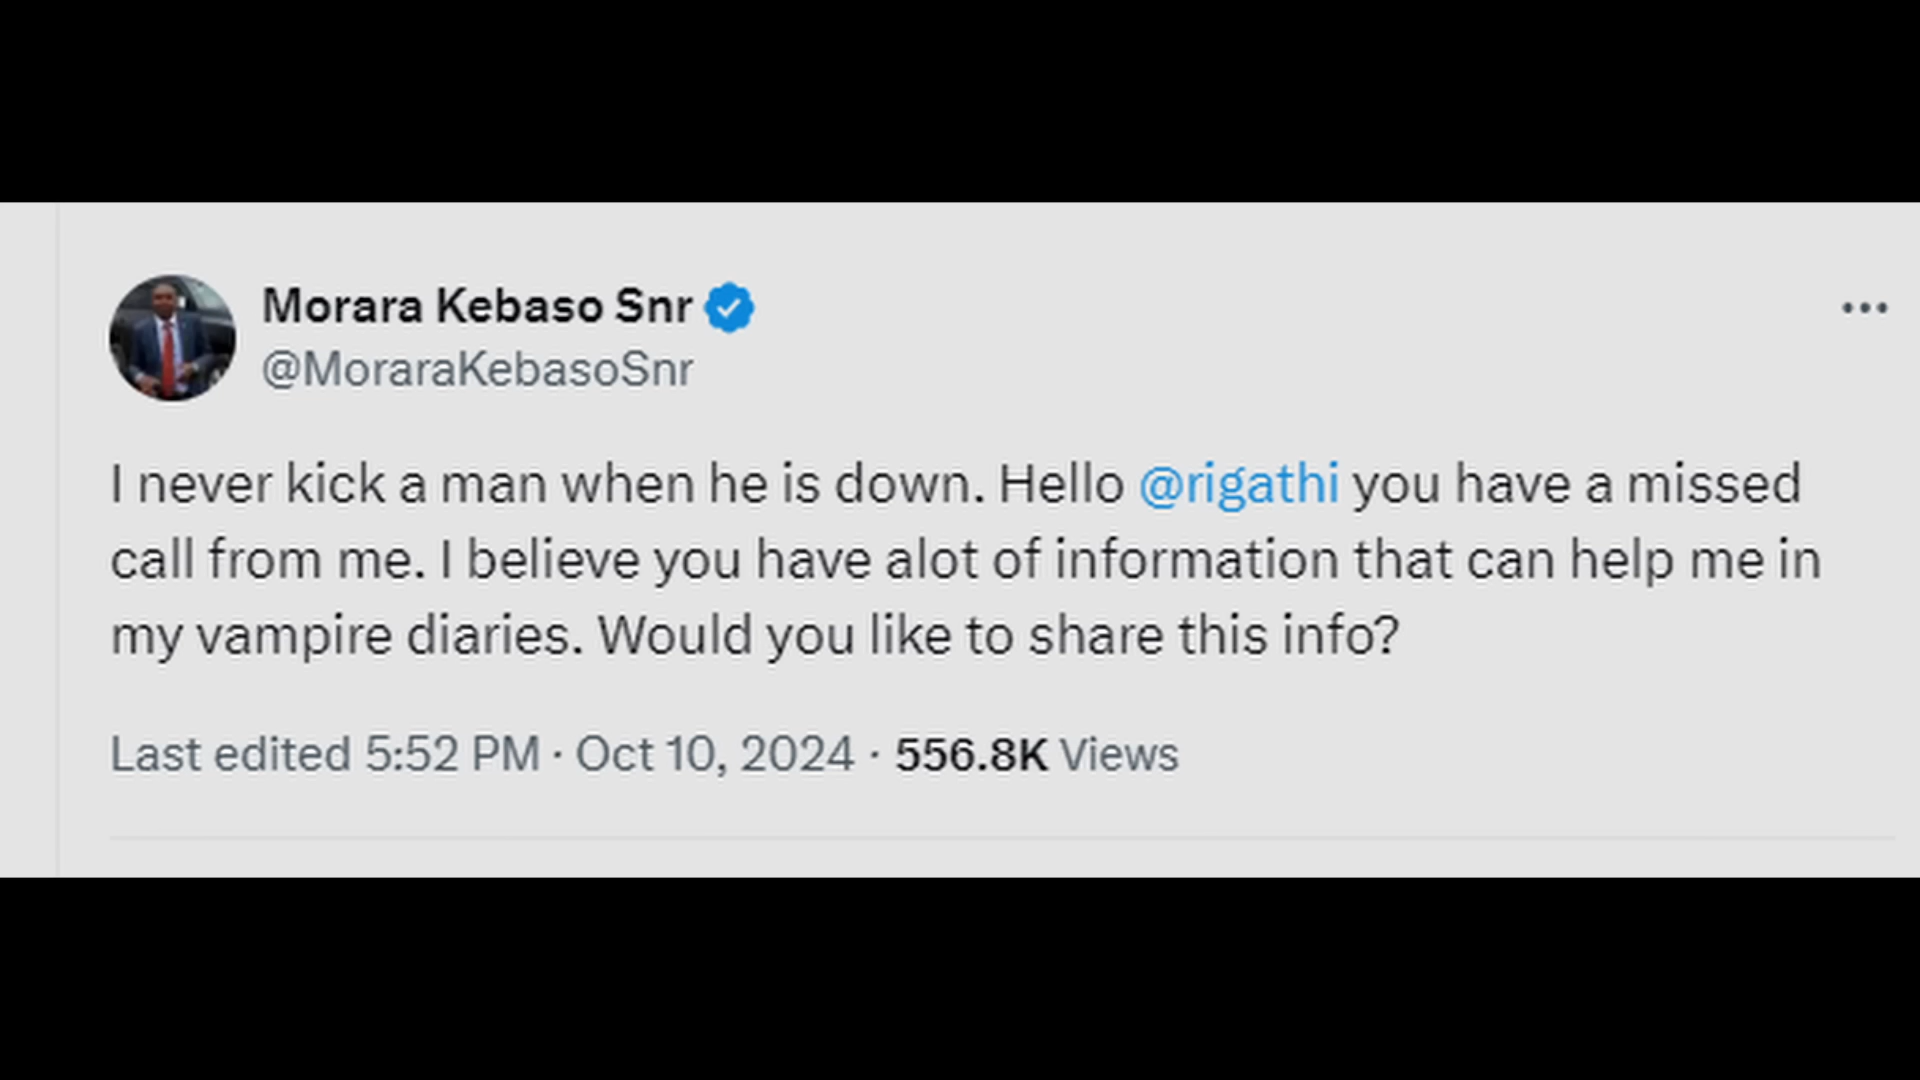 Morara Kebaso Snr
@MoraraKebasoSnr
I never kick a man when he is down. Hello @rigathi you have a missed
call from me. I believe you have alot of information that can help me in
my vampire diaries. Would you like to share this info?
Last edited 5:52 PM · Oct 10, 2024 · 556.8K Views